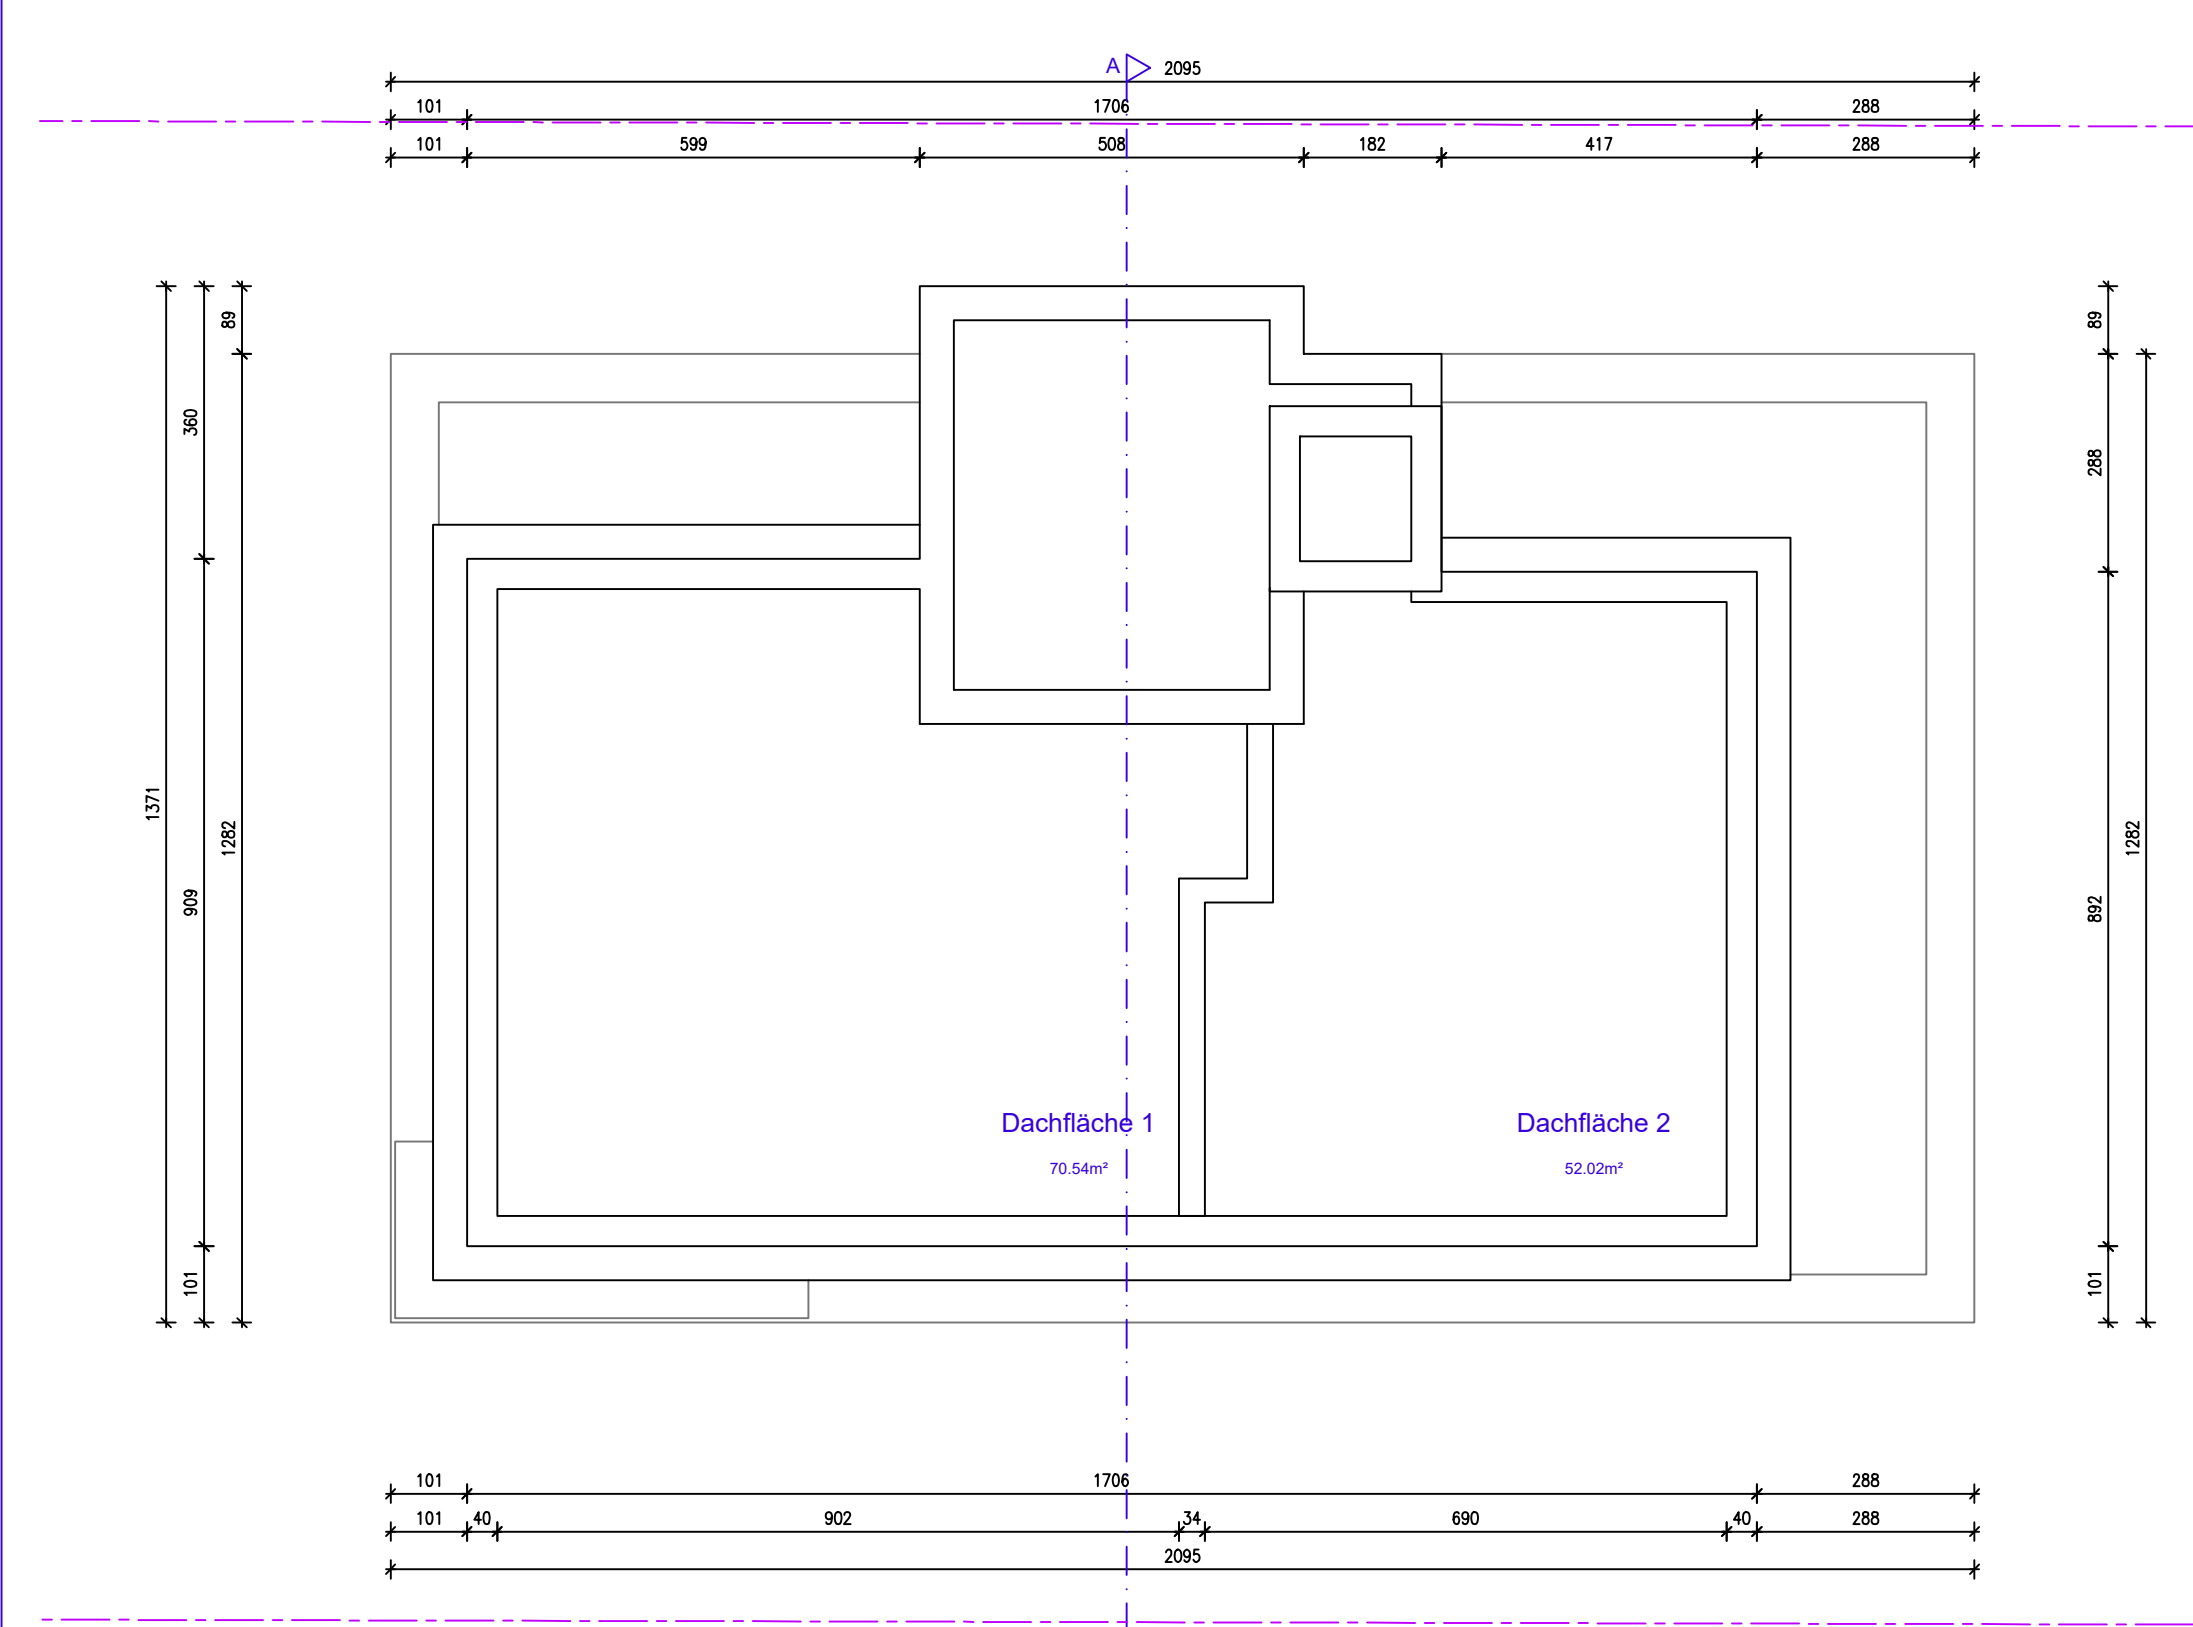 A 2095
101 1706 288
101 599 508 182 417 288
89 89
360 288
1371 1282 909 892 1282
Dachfläche 1 Dachfläche 2
70.54m² 52.02m²
101 101
101 1706 288
101 40 902 34 690 40 288
2095